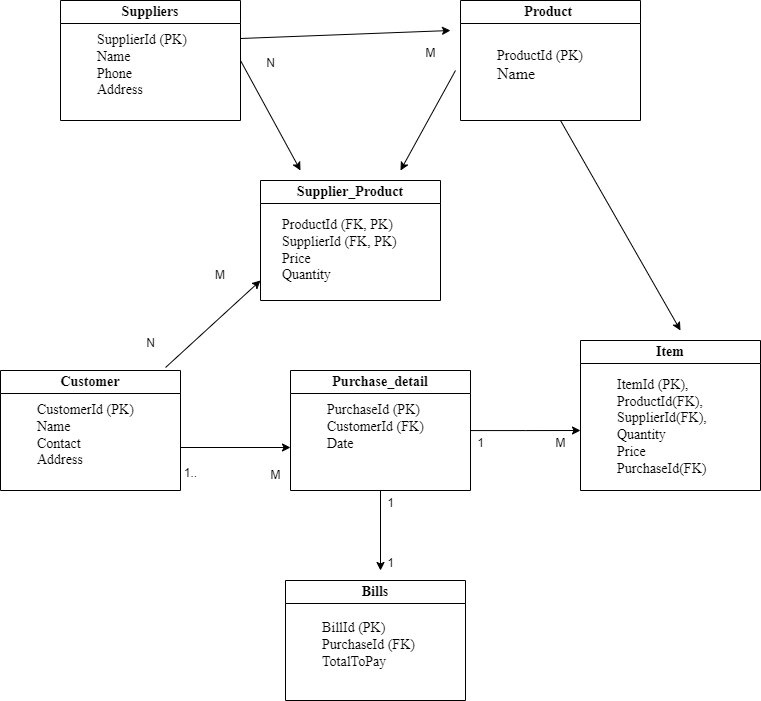 Suppliers
SupplierId (PK)
Name
Phone
Address
Product
ProductId (PK)
Name
N
M
Supplier_Product
ProductId (FK, PK)
SupplierId (FK, PK)
Price
Quantity
M
N
Customer
CustomerId (PK)
Name
Contact
Address
1..
M
Purchase_detail
PurchaseId (PK)
CustomerId (FK)
Date
1
M
Item
ItemId (PK),
ProductId(FK),
SupplierId(FK),
Quantity
Price
PurchaseId(FK)
1
1
Bills
BillId (PK)
PurchaseId (FK)
TotalToPay